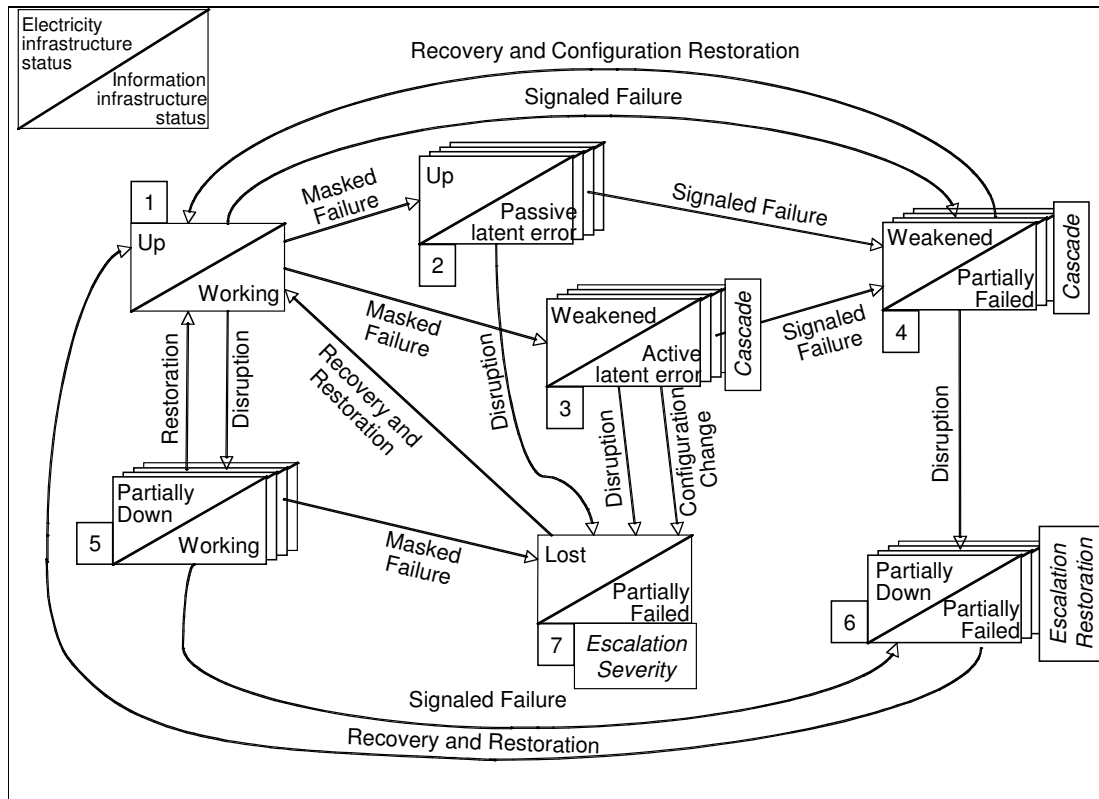 Electricity
infrastructure
status
Information
infrastructure
status
Recovery and Configuration Restoration
Signaled Failure
1
Up
Working
Masked
Failure
Up
Passive
latent error
2
Signaled Failure
Weakened
Partially
Failed
4
Cascade
Masked
Failure
Weakened
Active
latent error
3
Cascade
Signaled
Failure
Restoration
Disruption
Recovery and
Restoration
Disruption
Disruption
Configuration
Change
Disruption
Partially
Down
Working
5
Masked
Failure
Lost
Partially
Failed
7
Escalation
Severity
Partially
Down
Partially
Failed
6
Escalation
Restoration
Signaled Failure
Recovery and Restoration